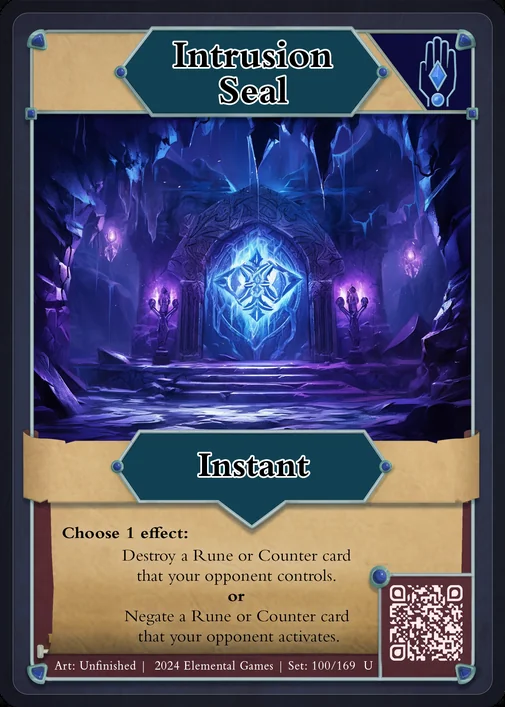 Intrusion
Seal
Instant
Choose 1 effect:
Destroy a Rune or Counter card
that your opponent controls.
or
Negate a Rune or Counter card
that your opponent activates.
Art: Unfinished | 2024 Elemental Games | Set: 100/169 U